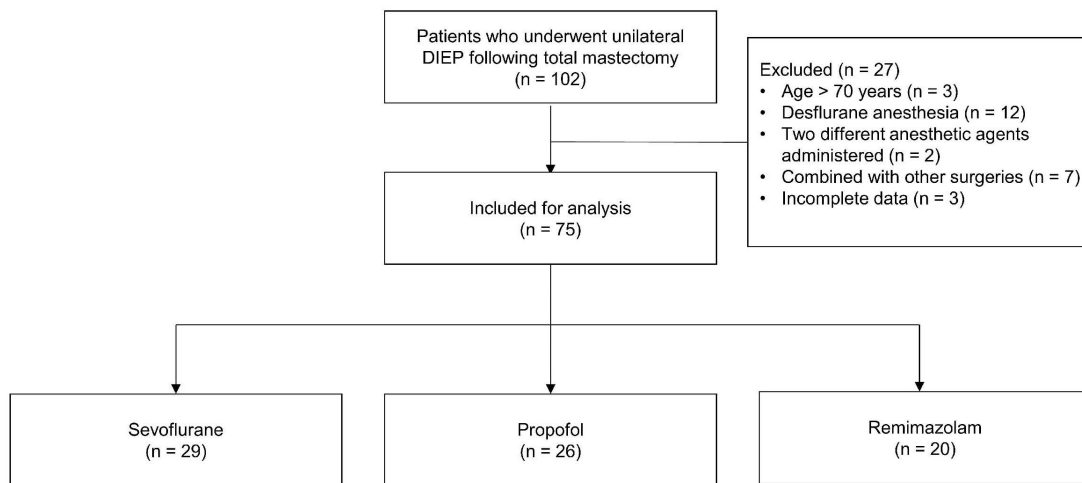 Patients who underwent unilateral
DIEP following total mastectomy
(n = 102)
Excluded (n = 27)
• Age > 70 years (n = 3)
• Desflurane anesthesia (n = 12)
• Two different anesthetic agents
administered (n = 2)
• Combined with other surgeries (n = 7)
• Incomplete data (n = 3)
Included for analysis
(n = 75)
Sevoflurane
(n = 29)
Propofol
(n = 26)
Remimazolam
(n = 20)